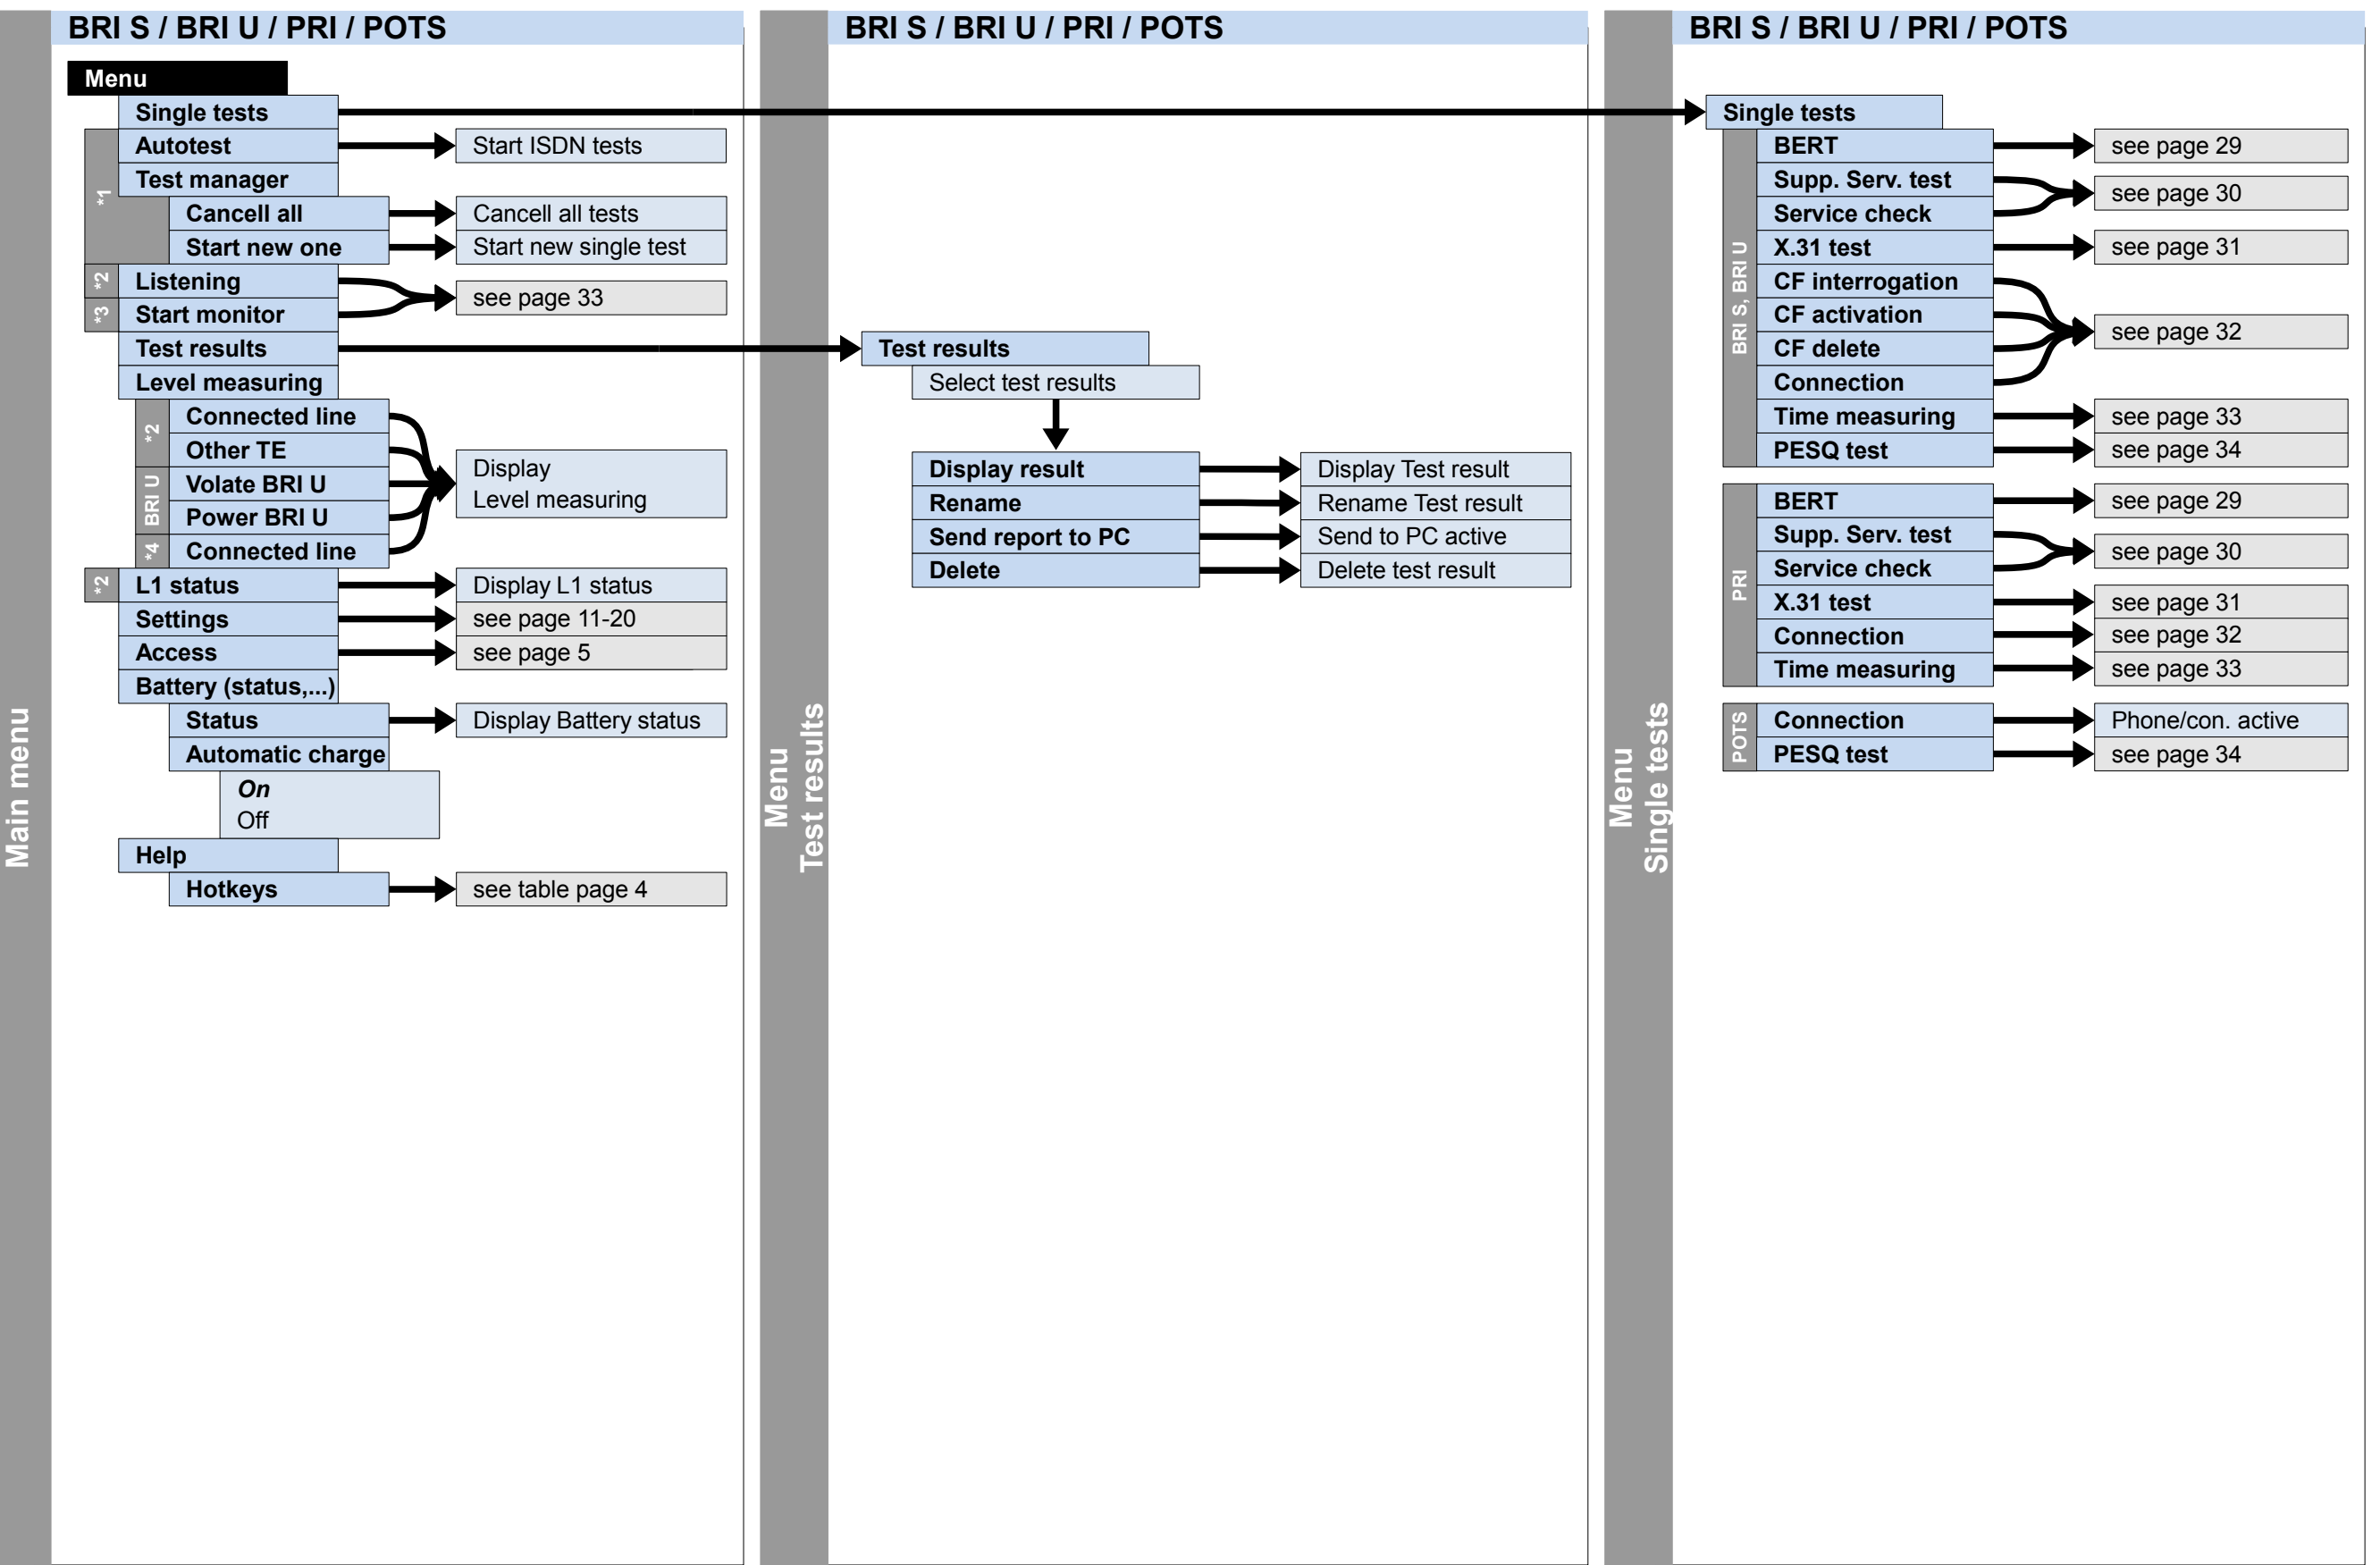 BRI S / BRI U / PRI / POTS
Main menu
Menu
Single tests
*1
Autotest
Start ISDN tests
Test manager
Cancell all
Cancell all tests
Start new one
Start new single test
*2
Listening
*3
Start monitor
see page 33
Test results
Level measuring
*2
Connected line
Other TE
BRI U
Volate BRI U
Power BRI U
*4
Connected line
Display
Level measuring
*2
L1 status
Display L1 status
Settings
see page 11-20
Access
see page 5
Battery (status,...)
Status
Display Battery status
Automatic charge
On
Off
Help
Hotkeys
see table page 4
BRI S / BRI U / PRI / POTS
Menu
Test results
Test results
Select test results
Display result
Display Test result
Rename
Rename Test result
Send report to PC
Send to PC active
Delete
Delete test result
BRI S / BRI U / PRI / POTS
Menu
Single tests
Single tests
BRI S, BRI U
BERT
see page 29
Supp. Serv. test
Service check
see page 30
X.31 test
see page 31
CF interrogation
CF activation
CF delete
Connection
see page 32
Time measuring
see page 33
PESQ test
see page 34
PRI
BERT
see page 29
Supp. Serv. test
Service check
see page 30
X.31 test
see page 31
Connection
see page 32
Time measuring
see page 33
POTS
Connection
Phone/con. active
PESQ test
see page 34